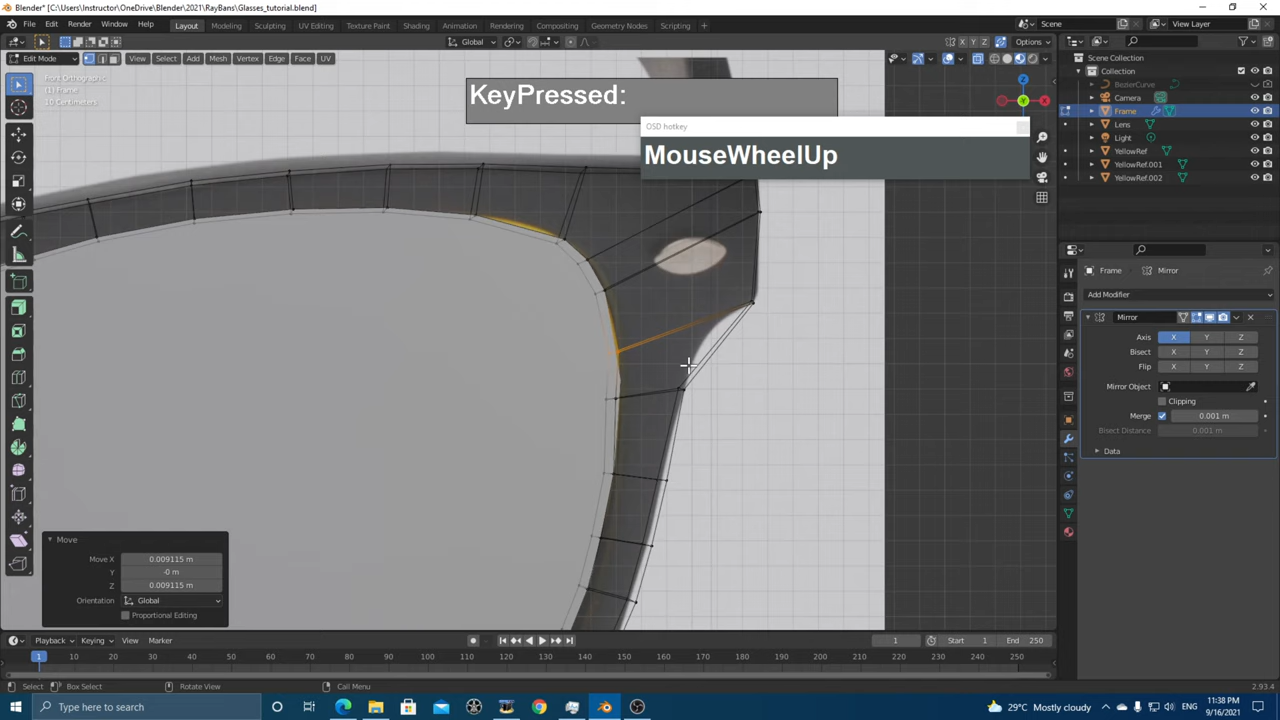 Blender* [C:\Users\Instructor\OneDrive\Blender\2021\RayBans\Glasses_tutorial.blend]
File Edit Render Window Help Layout Modeling Sculpting UV Editing Texture Paint Shading Animation Rendering Compositing Geometry Nodes Scripting + Scene View Layer
Global X Y Z Options
Edit Mode View Select Add Mesh Vertex Edge Face UV
Front Orthographic
(1) Frame
10 Centimeters
KeyPressed:
OSD hotkey
MouseWheelUp
Scene Collection
Collection
BezierCurve
Camera
Frame
Lens
Light
YellowRef
YellowRef.001
YellowRef.002
Frame Mirror
Add Modifier
Mirror
Axis X Y Z
Bisect X Y Z
Flip X Y Z
Mirror Object
Clipping
Merge 0.001 m
Bisect Distance 0.001 m
Data
Move
Move X 0.009115 m
Y -0 m
Z 0.009115 m
Orientation Global
Proportional Editing
Playback Keying View Marker 1 Start 1 End 250
1 10 20 30 40 50 60 70 80 90 100 110 120 130 140 150 160 170 180 190 200 210 220 230 240 250
Select Box Select Rotate View Call Menu 2.93.4
Type here to search 29°C Mostly cloudy 11:38 PM
9/16/2021